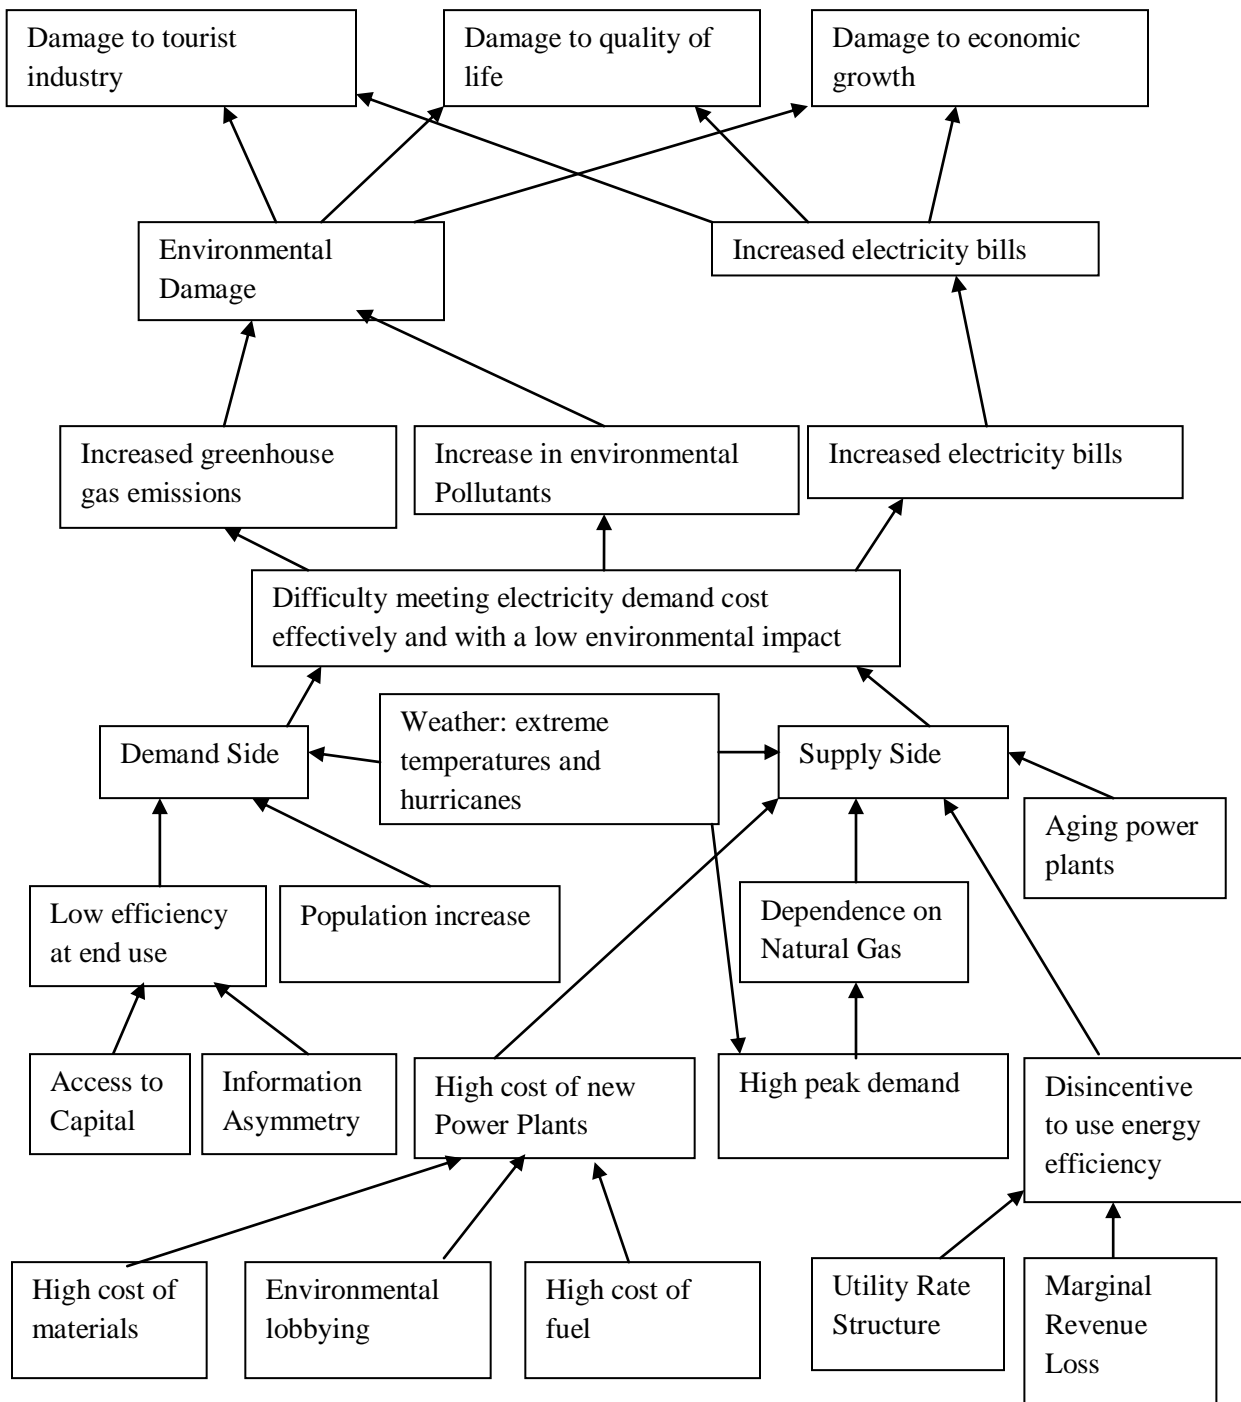 Damage to tourist
industry
Damage to quality of
life
Damage to economic
growth
Environmental
Damage
Increased electricity bills
Increased greenhouse
gas emissions
Increase in environmental
Pollutants
Increased electricity bills
Difficulty meeting electricity demand cost
effectively and with a low environmental impact
Demand Side
Weather: extreme
temperatures and
hurricanes
Supply Side
Aging power
plants
Low efficiency
at end use
Population increase
Dependence on
Natural Gas
Access to
Capital
Information
Asymmetry
High cost of new
Power Plants
High peak demand
Disincentive
to use energy
efficiency
High cost of
materials
Environmental
lobbying
High cost of
fuel
Utility Rate
Structure
Marginal
Revenue
Loss